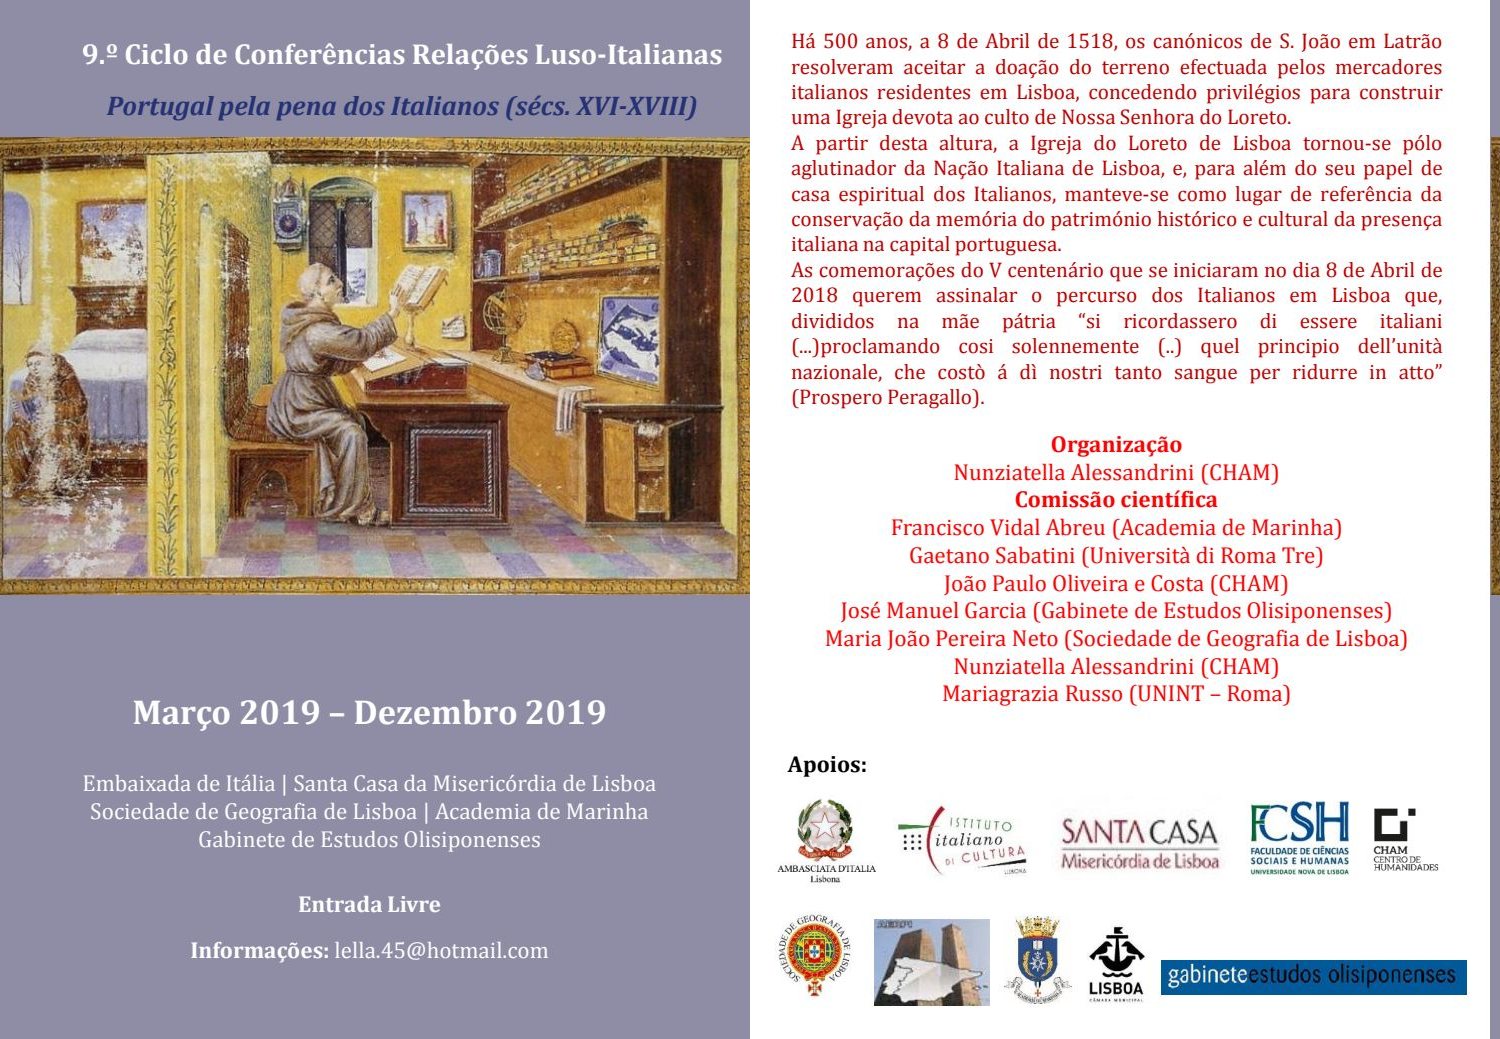 9.º Ciclo de Conferências Relações Luso-Italianas
Portugal pela pena dos Italianos (sécs. XVI-XVIII)
Março 2019 – Dezembro 2019
Embaixada de Itália | Santa Casa da Misericórdia de Lisboa
Sociedade de Geografia de Lisboa | Academia de Marinha
Gabinete de Estudos Olisiponenses
Entrada Livre
Informações: lella.45@hotmail.com
Há 500 anos, a 8 de Abril de 1518, os canónicos de S. João em Latrão
resolveram aceitar a doação do terreno efectuada pelos mercadores
italianos residentes em Lisboa, concedendo privilégios para construir
uma Igreja devota ao culto de Nossa Senhora do Loreto.
A partir desta altura, a Igreja do Loreto de Lisboa tornou-se pólo
aglutinador da Nação Italiana de Lisboa, e, para além do seu papel de
casa espiritual dos Italianos, manteve-se como lugar de referência da
conservação da memória do património histórico e cultural da presença
italiana na capital portuguesa.
As comemorações do V centenário que se iniciaram no dia 8 de Abril de
2018 querem assinalar o percurso dos Italianos em Lisboa que,
divididos na mãe pátria “si ricordassero di essere italiani
(...)proclamando cosi solennemente (..) quel principio dell’unità
nazionale, che costò á dì nostri tanto sangue per ridurre in atto”
(Prospero Peragallo).
Organização
Nunziatella Alessandrini (CHAM)
Comissão científica
Francisco Vidal Abreu (Academia de Marinha)
Gaetano Sabatini (Università di Roma Tre)
João Paulo Oliveira e Costa (CHAM)
José Manuel Garcia (Gabinete de Estudos Olisiponenses)
Maria João Pereira Neto (Sociedade de Geografia de Lisboa)
Nunziatella Alessandrini (CHAM)
Mariagrazia Russo (UNINT – Roma)
Apoios:
AMBASCIATA D'ITALIA
Lisbona
ISTITUTO
italiano
DI CULTURA
LISBONA
SANTA CASA
Misericórdia de Lisboa
FCSH
FACULDADE DE CIÊNCIAS
SOCIAIS E HUMANAS
UNIVERSIDADE NOVA DE LISBOA
CHAM
CENTRO DE
HUMANIDADES
SOCIEDADE DE GEOGRAFIA DE LISBOA
LISBOA
CÂMARA MUNICIPAL
gabineteestudos olisiponenses